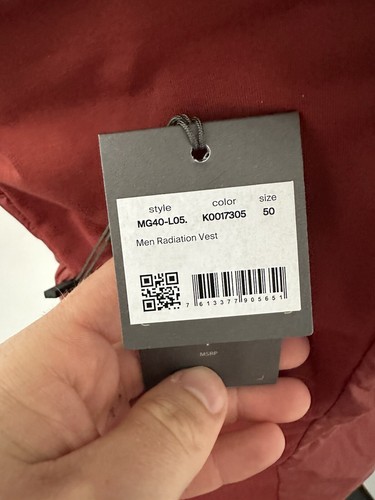 style color size
MG40-L05. K0017305 50
Men Radiation Vest
7 613377 905651
MSRP